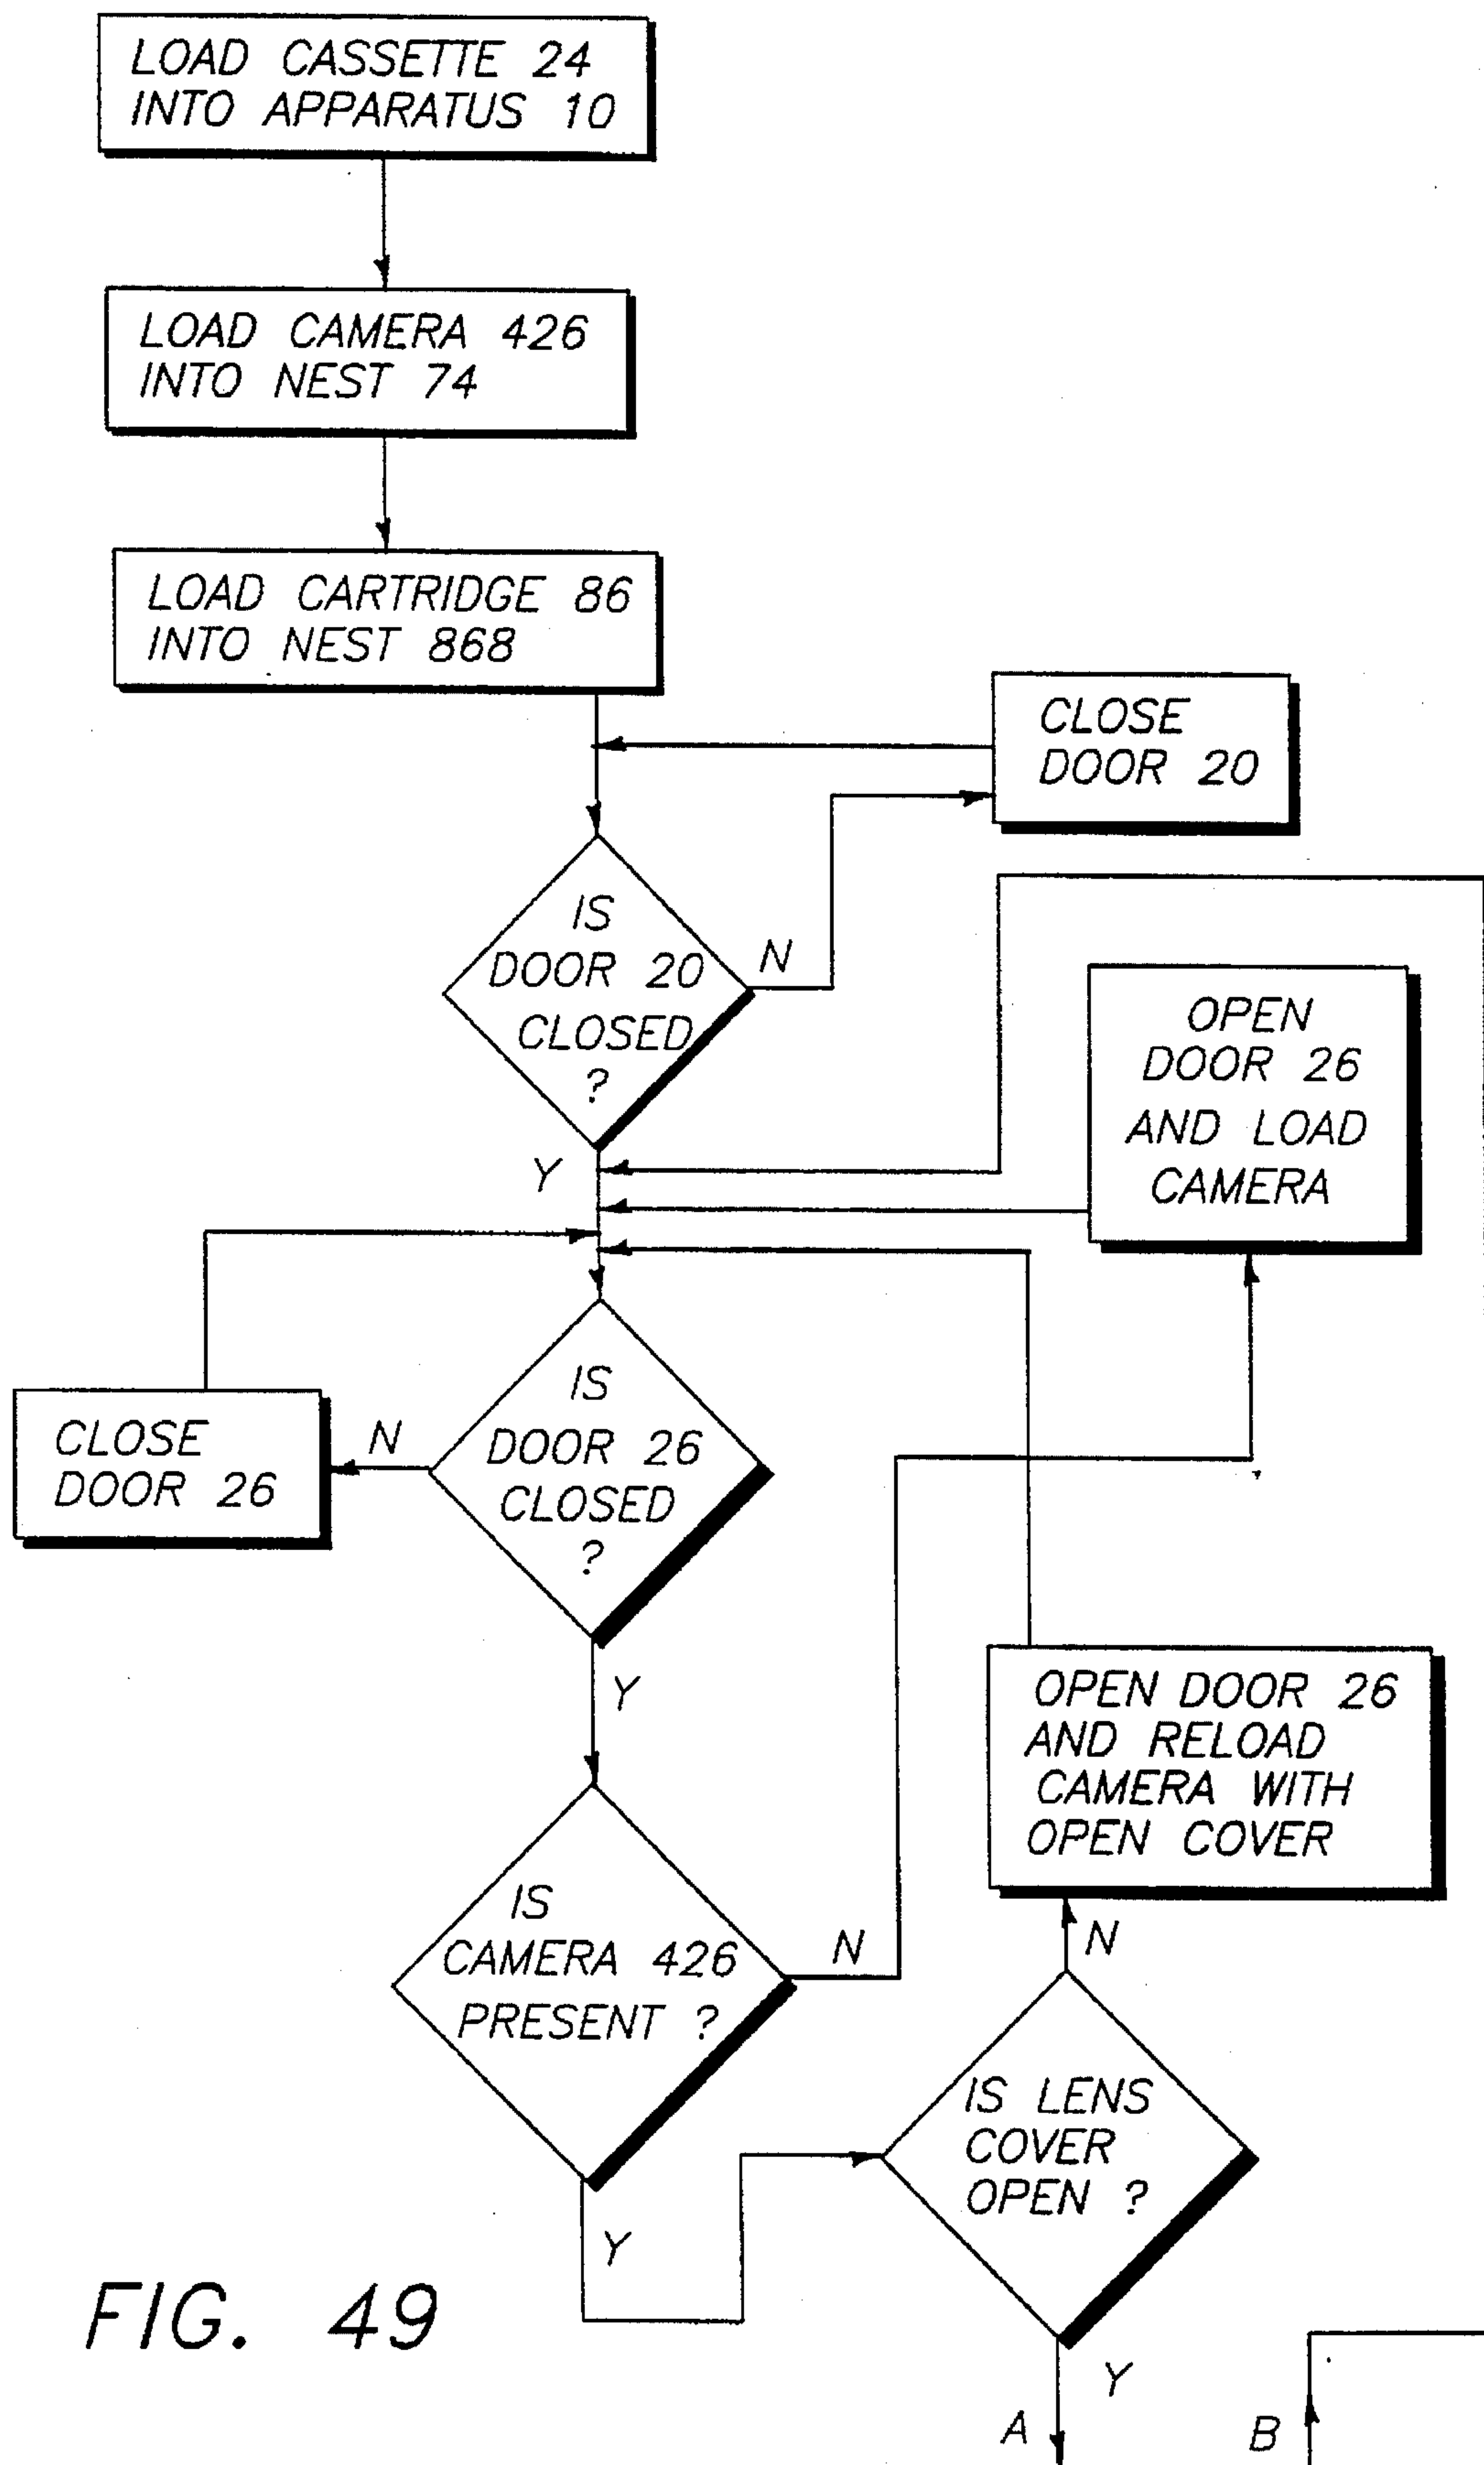 LOAD CASSETTE 24
INTO APPARATUS 10
LOAD CAMERA 426
INTO NEST 74
LOAD CARTRIDGE 86
INTO NEST 868
CLOSE
DOOR 20
IS
DOOR 20
CLOSED
?
N
OPEN
DOOR 26
AND LOAD
CAMERA
Y
IS
DOOR 26
CLOSED
?
N
CLOSE
DOOR 26
Y
OPEN DOOR 26
AND RELOAD
CAMERA WITH
OPEN COVER
IS
CAMERA 426
PRESENT ?
N
N
IS LENS
COVER
OPEN ?
Y
Y
A
B
FIG. 49